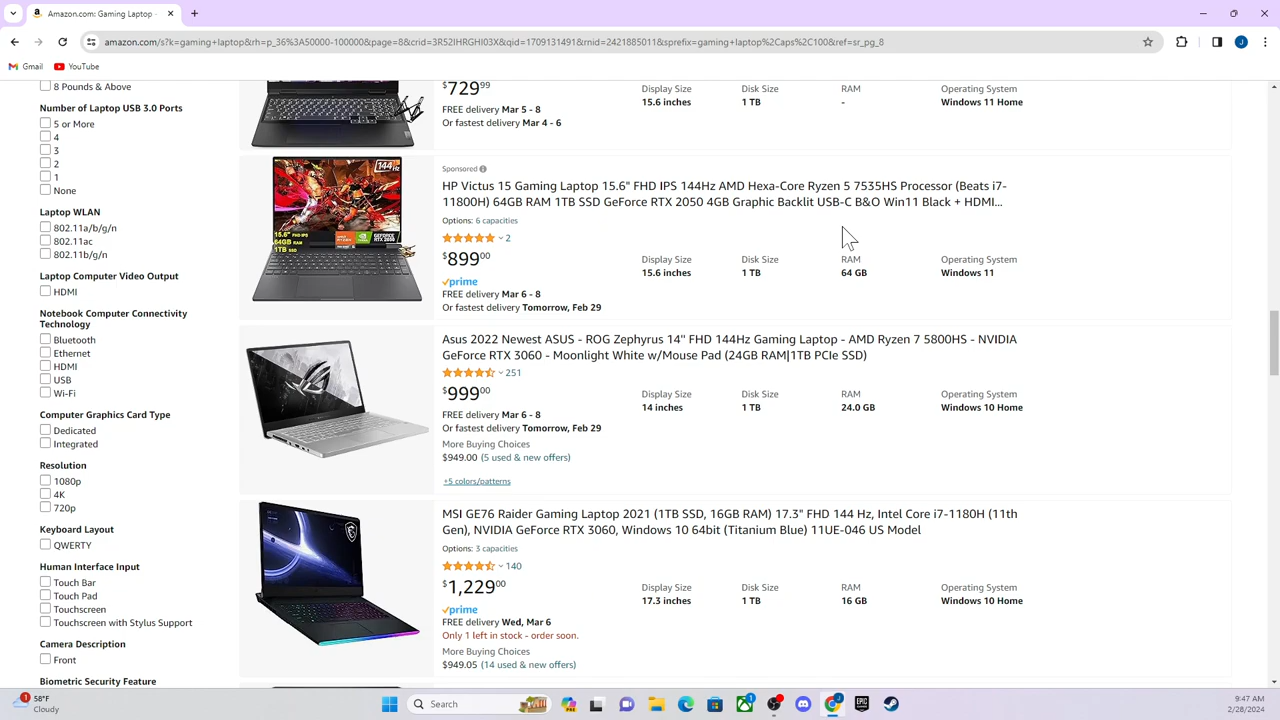 Amazon.com: Gaming Laptop -
amazon.com/s?k=gaming+laptop&rh=p_36%3A50000-100000&page=8&crid=3R52IHRGHI03X&qid=1709131491&rnid=2421885011&sprefix=gaming+laptop%2Caps%2C100&ref=sr_pg_8
J
Gmail
YouTube
8 Pounds & Above
Number of Laptop USB 3.0 Ports
5 or More
4
3
2
1
None
Laptop WLAN
802.11a/b/g/n
802.11ac
802.11b/g/n
Laptop Computer Video Output
HDMI
Notebook Computer Connectivity
Technology
Bluetooth
Ethernet
HDMI
USB
Wi-Fi
Computer Graphics Card Type
Dedicated
Integrated
Resolution
1080p
4K
720p
Keyboard Layout
QWERTY
Human Interface Input
Touch Bar
Touch Pad
Touchscreen
Touchscreen with Stylus Support
Camera Description
Front
Biometric Security Feature
$729.99
FREE delivery Mar 5 - 8
Or fastest delivery Mar 4 - 6
Display Size Disk Size RAM Operating System
15.6 inches 1 TB - Windows 11 Home
144Hz
15.6" FHD IPS
64GB RAM
1TB SSD
Sponsored
HP Victus 15 Gaming Laptop 15.6" FHD IPS 144Hz AMD Hexa-Core Ryzen 5 7535HS Processor (Beats i7-
11800H) 64GB RAM 1TB SSD GeForce RTX 2050 4GB Graphic Backlit USB-C B&O Win11 Black + HDMI...
Options: 6 capacities
2
$899.00
prime
FREE delivery Mar 6 - 8
Or fastest delivery Tomorrow, Feb 29
Display Size Disk Size RAM Operating System
15.6 inches 1 TB 64 GB Windows 11
Asus 2022 Newest ASUS - ROG Zephyrus 14" FHD 144Hz Gaming Laptop - AMD Ryzen 7 5800HS - NVIDIA
GeForce RTX 3060 - Moonlight White w/Mouse Pad (24GB RAM|1TB PCIe SSD)
251
$999.00
FREE delivery Mar 6 - 8
Or fastest delivery Tomorrow, Feb 29
More Buying Choices
$949.00 (5 used & new offers)
+5 colors/patterns
Display Size Disk Size RAM Operating System
14 inches 1 TB 24.0 GB Windows 10 Home
MSI GE76 Raider Gaming Laptop 2021 (1TB SSD, 16GB RAM) 17.3" FHD 144 Hz, Intel Core i7-1180H (11th
Gen), NVIDIA GeForce RTX 3060, Windows 10 64bit (Titanium Blue) 11UE-046 US Model
Options: 3 capacities
140
$1,229.00
prime
FREE delivery Wed, Mar 6
Only 1 left in stock - order soon.
More Buying Choices
$949.05 (14 used & new offers)
Display Size Disk Size RAM Operating System
17.3 inches 1 TB 16 GB Windows 10 Home
1
58°F
Cloudy
Search
1
EPIC
9:47 AM
2/28/2024